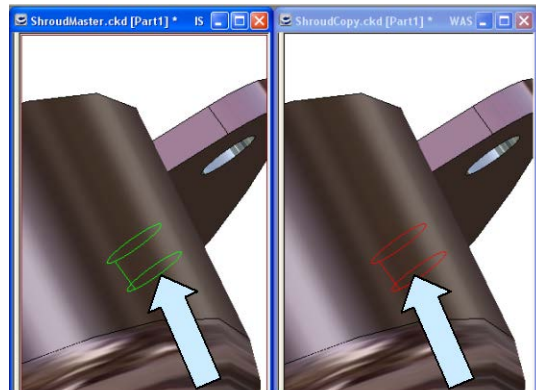 ShroudMaster.ckd [Part1] * IS
ShroudCopy.ckd [Part1] * WAS